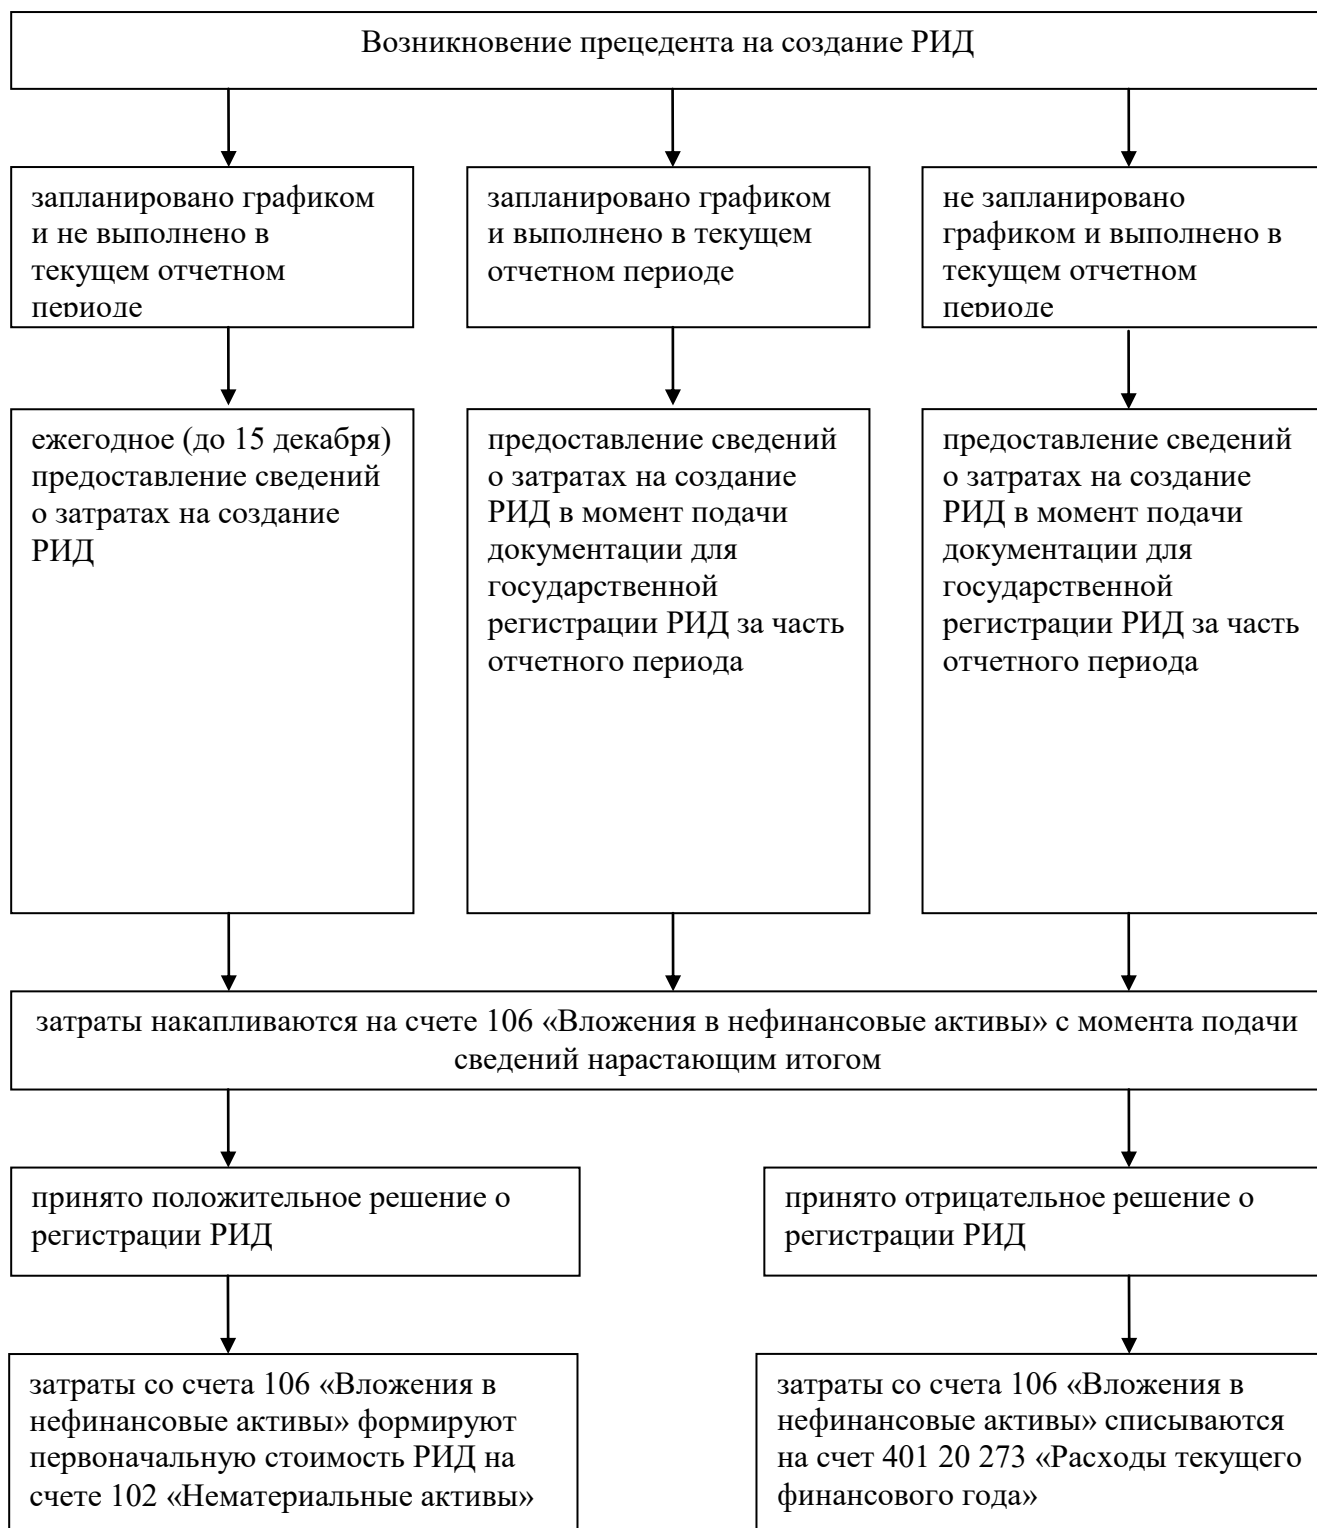 Возникновение прецедента на создание РИД
запланировано графиком
и не выполнено в
текущем отчетном
периоде
запланировано графиком
и выполнено в текущем
отчетном периоде
не запланировано
графиком и выполнено в
текущем отчетном
периоде
ежегодное (до 15 декабря)
предоставление сведений
о затратах на создание
РИД
предоставление сведений
о затратах на создание
РИД в момент подачи
документации для
государственной
регистрации РИД за часть
отчетного периода
предоставление сведений
о затратах на создание
РИД в момент подачи
документации для
государственной
регистрации РИД за часть
отчетного периода
затраты накапливаются на счете 106 «Вложения в нефинансовые активы» с момента подачи
сведений нарастающим итогом
принято положительное решение о
регистрации РИД
принято отрицательное решение о
регистрации РИД
затраты со счета 106 «Вложения в
нефинансовые активы» формируют
первоначальную стоимость РИД на
счете 102 «Нематериальные активы»
затраты со счета 106 «Вложения в
нефинансовые активы» списываются
на счет 401 20 273 «Расходы текущего
финансового года»